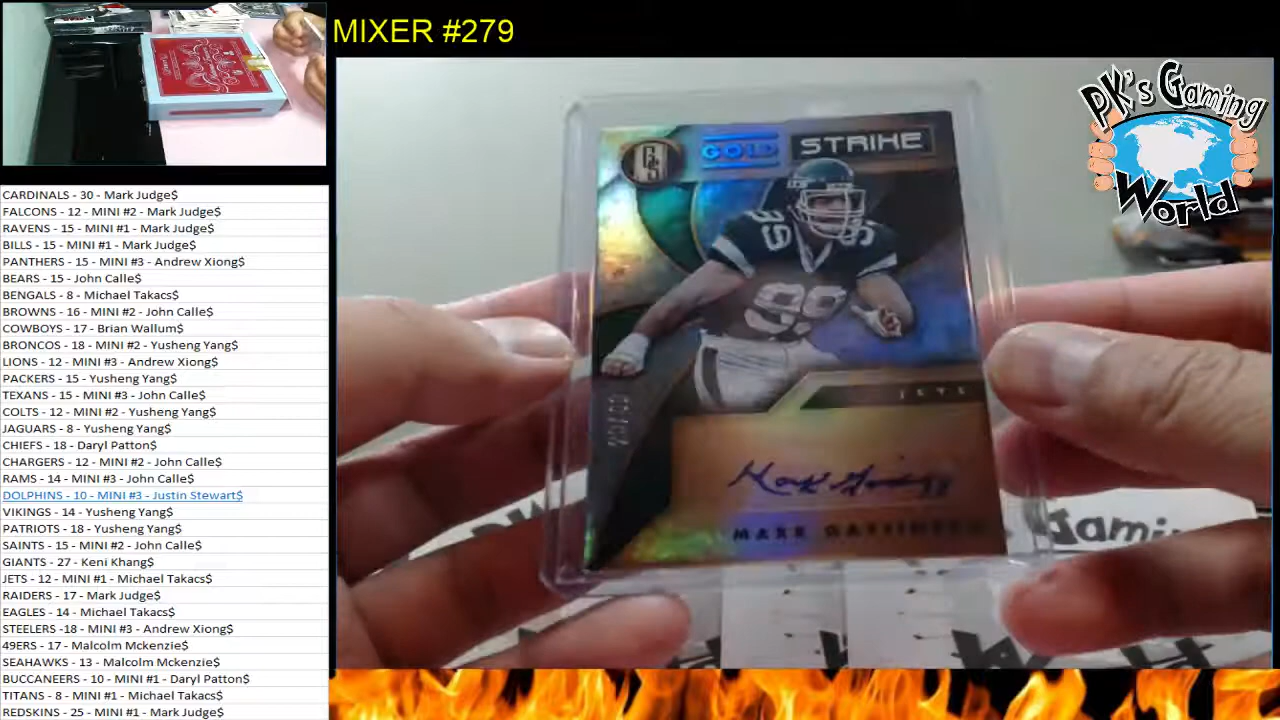 MIXER #279
PK's Gaming World
CARDINALS - 30 - Mark Judge$
FALCONS - 12 - MINI #2 - Mark Judge$
RAVENS - 15 - MINI #1 - Mark Judge$
BILLS - 15 - MINI #1 - Mark Judge$
PANTHERS - 15 - MINI #3 - Andrew Xiong$
BEARS - 15 - John Calle$
BENGALS - 8 - Michael Takacs$
BROWNS - 16 - MINI #2 - John Calle$
COWBOYS - 17 - Brian Wallum$
BRONCOS - 18 - MINI #2 - Yusheng Yang$
LIONS - 12 - MINI #3 - Andrew Xiong$
PACKERS - 15 - Yusheng Yang$
TEXANS - 15 - MINI #3 - John Calle$
COLTS - 12 - MINI #2 - Yusheng Yang$
JAGUARS - 8 - Yusheng Yang$
CHIEFS - 18 - Daryl Patton$
CHARGERS - 12 - MINI #2 - John Calle$
RAMS - 14 - MINI #3 - John Calle$
DOLPHINS - 10 - MINI #3 - Justin Stewart$
VIKINGS - 14 - Yusheng Yang$
PATRIOTS - 18 - Yusheng Yang$
SAINTS - 15 - MINI #2 - John Calle$
GIANTS - 27 - Keni Khang$
JETS - 12 - MINI #1 - Michael Takacs$
RAIDERS - 17 - Mark Judge$
EAGLES - 14 - Michael Takacs$
STEELERS -18 - MINI #3 - Andrew Xiong$
49ERS - 17 - Malcolm Mckenzie$
SEAHAWKS - 13 - Malcolm Mckenzie$
BUCCANEERS - 10 - MINI #1 - Daryl Patton$
TITANS - 8 - MINI #1 - Michael Takacs$
REDSKINS - 25 - MINI #1 - Mark Judge$
GOLD STRIKE
99
JETS
MARK
Gaming